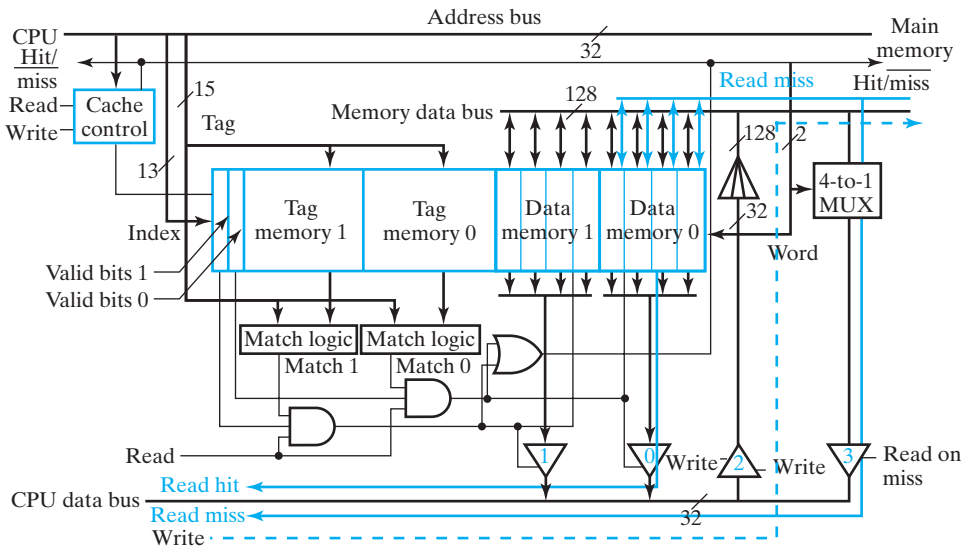 Address bus
CPU
32
Main
memory
Hit/
miss
Hit/miss
Read miss
15
Read
Write
Cache
control
Tag
Memory data bus
128
128
2
13
4-to-1
MUX
Tag
memory 1
Tag
memory 0
Data
memory 1
Data
memory 0
32
Index
Word
Valid bits 1
Valid bits 0
Match logic
Match logic
Match 1
Match 0
Read
1
0
Write
2
Write
3
Read on
miss
Read hit
CPU data bus
32
Read miss
Write